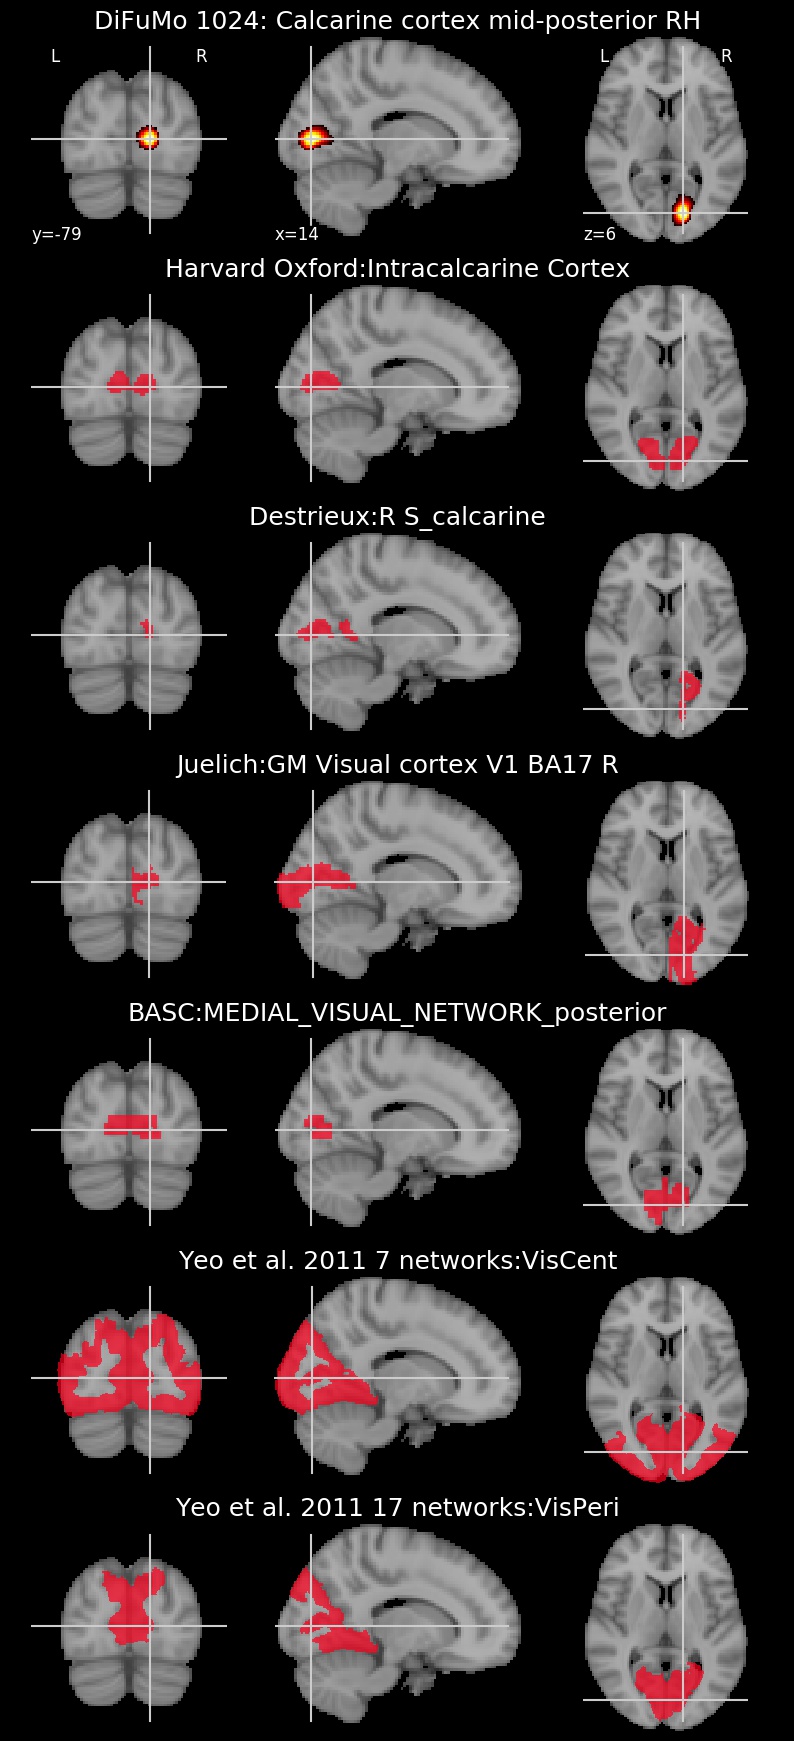 DiFuMo 1024: Calcarine cortex mid-posterior RH
L R L R
y=-79 x=14 z=6
Harvard Oxford:Intracalcarine Cortex
Destrieux:R S_calcarine
Juelich:GM Visual cortex V1 BA17 R
BASC:MEDIAL_VISUAL_NETWORK_posterior
Yeo et al. 2011 7 networks:VisCent
Yeo et al. 2011 17 networks:VisPeri